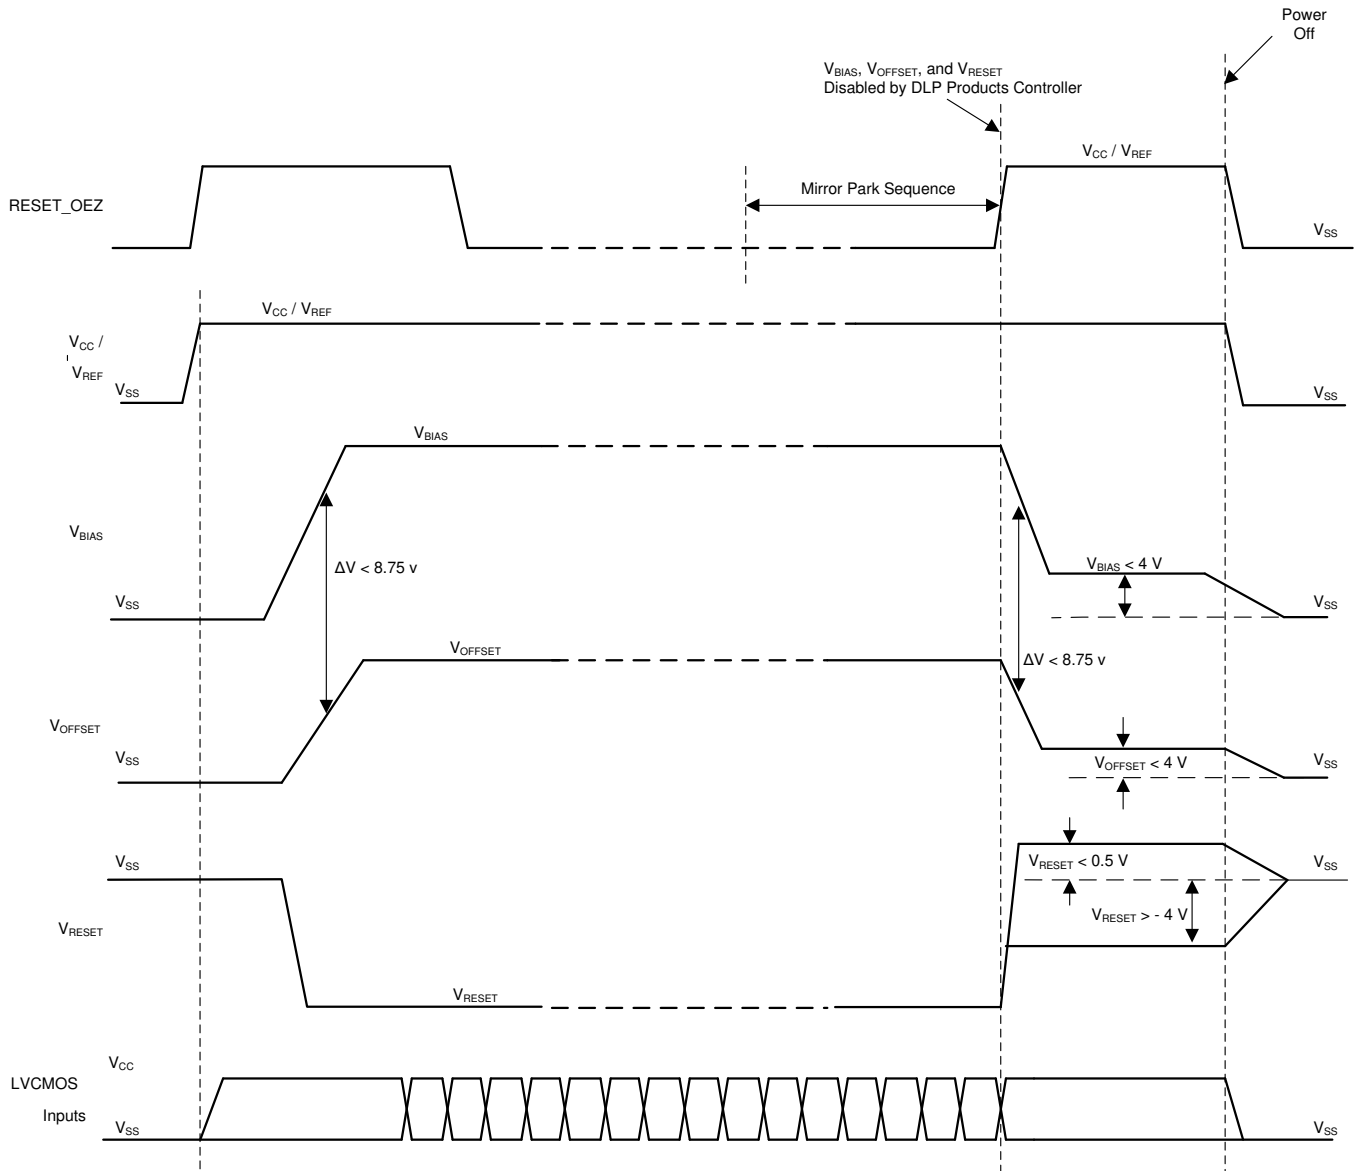 Power
Off
VBIAS, VOFFSET, and VRESET
Disabled by DLP Products Controller
VCC / VREF
Mirror Park Sequence
RESET_OEZ
VSS
VCC / VREF
VCC /
VREF
VSS
VSS
VBIAS
VBIAS
ΔV < 8.75 v
VBIAS < 4 V
VSS
VSS
VOFFSET
ΔV < 8.75 v
VOFFSET
VSS
VOFFSET < 4 V
VSS
VSS
VRESET < 0.5 V
VSS
VRESET > - 4 V
VRESET
VRESET
VCC
LVCMOS
Inputs
VSS
VSS